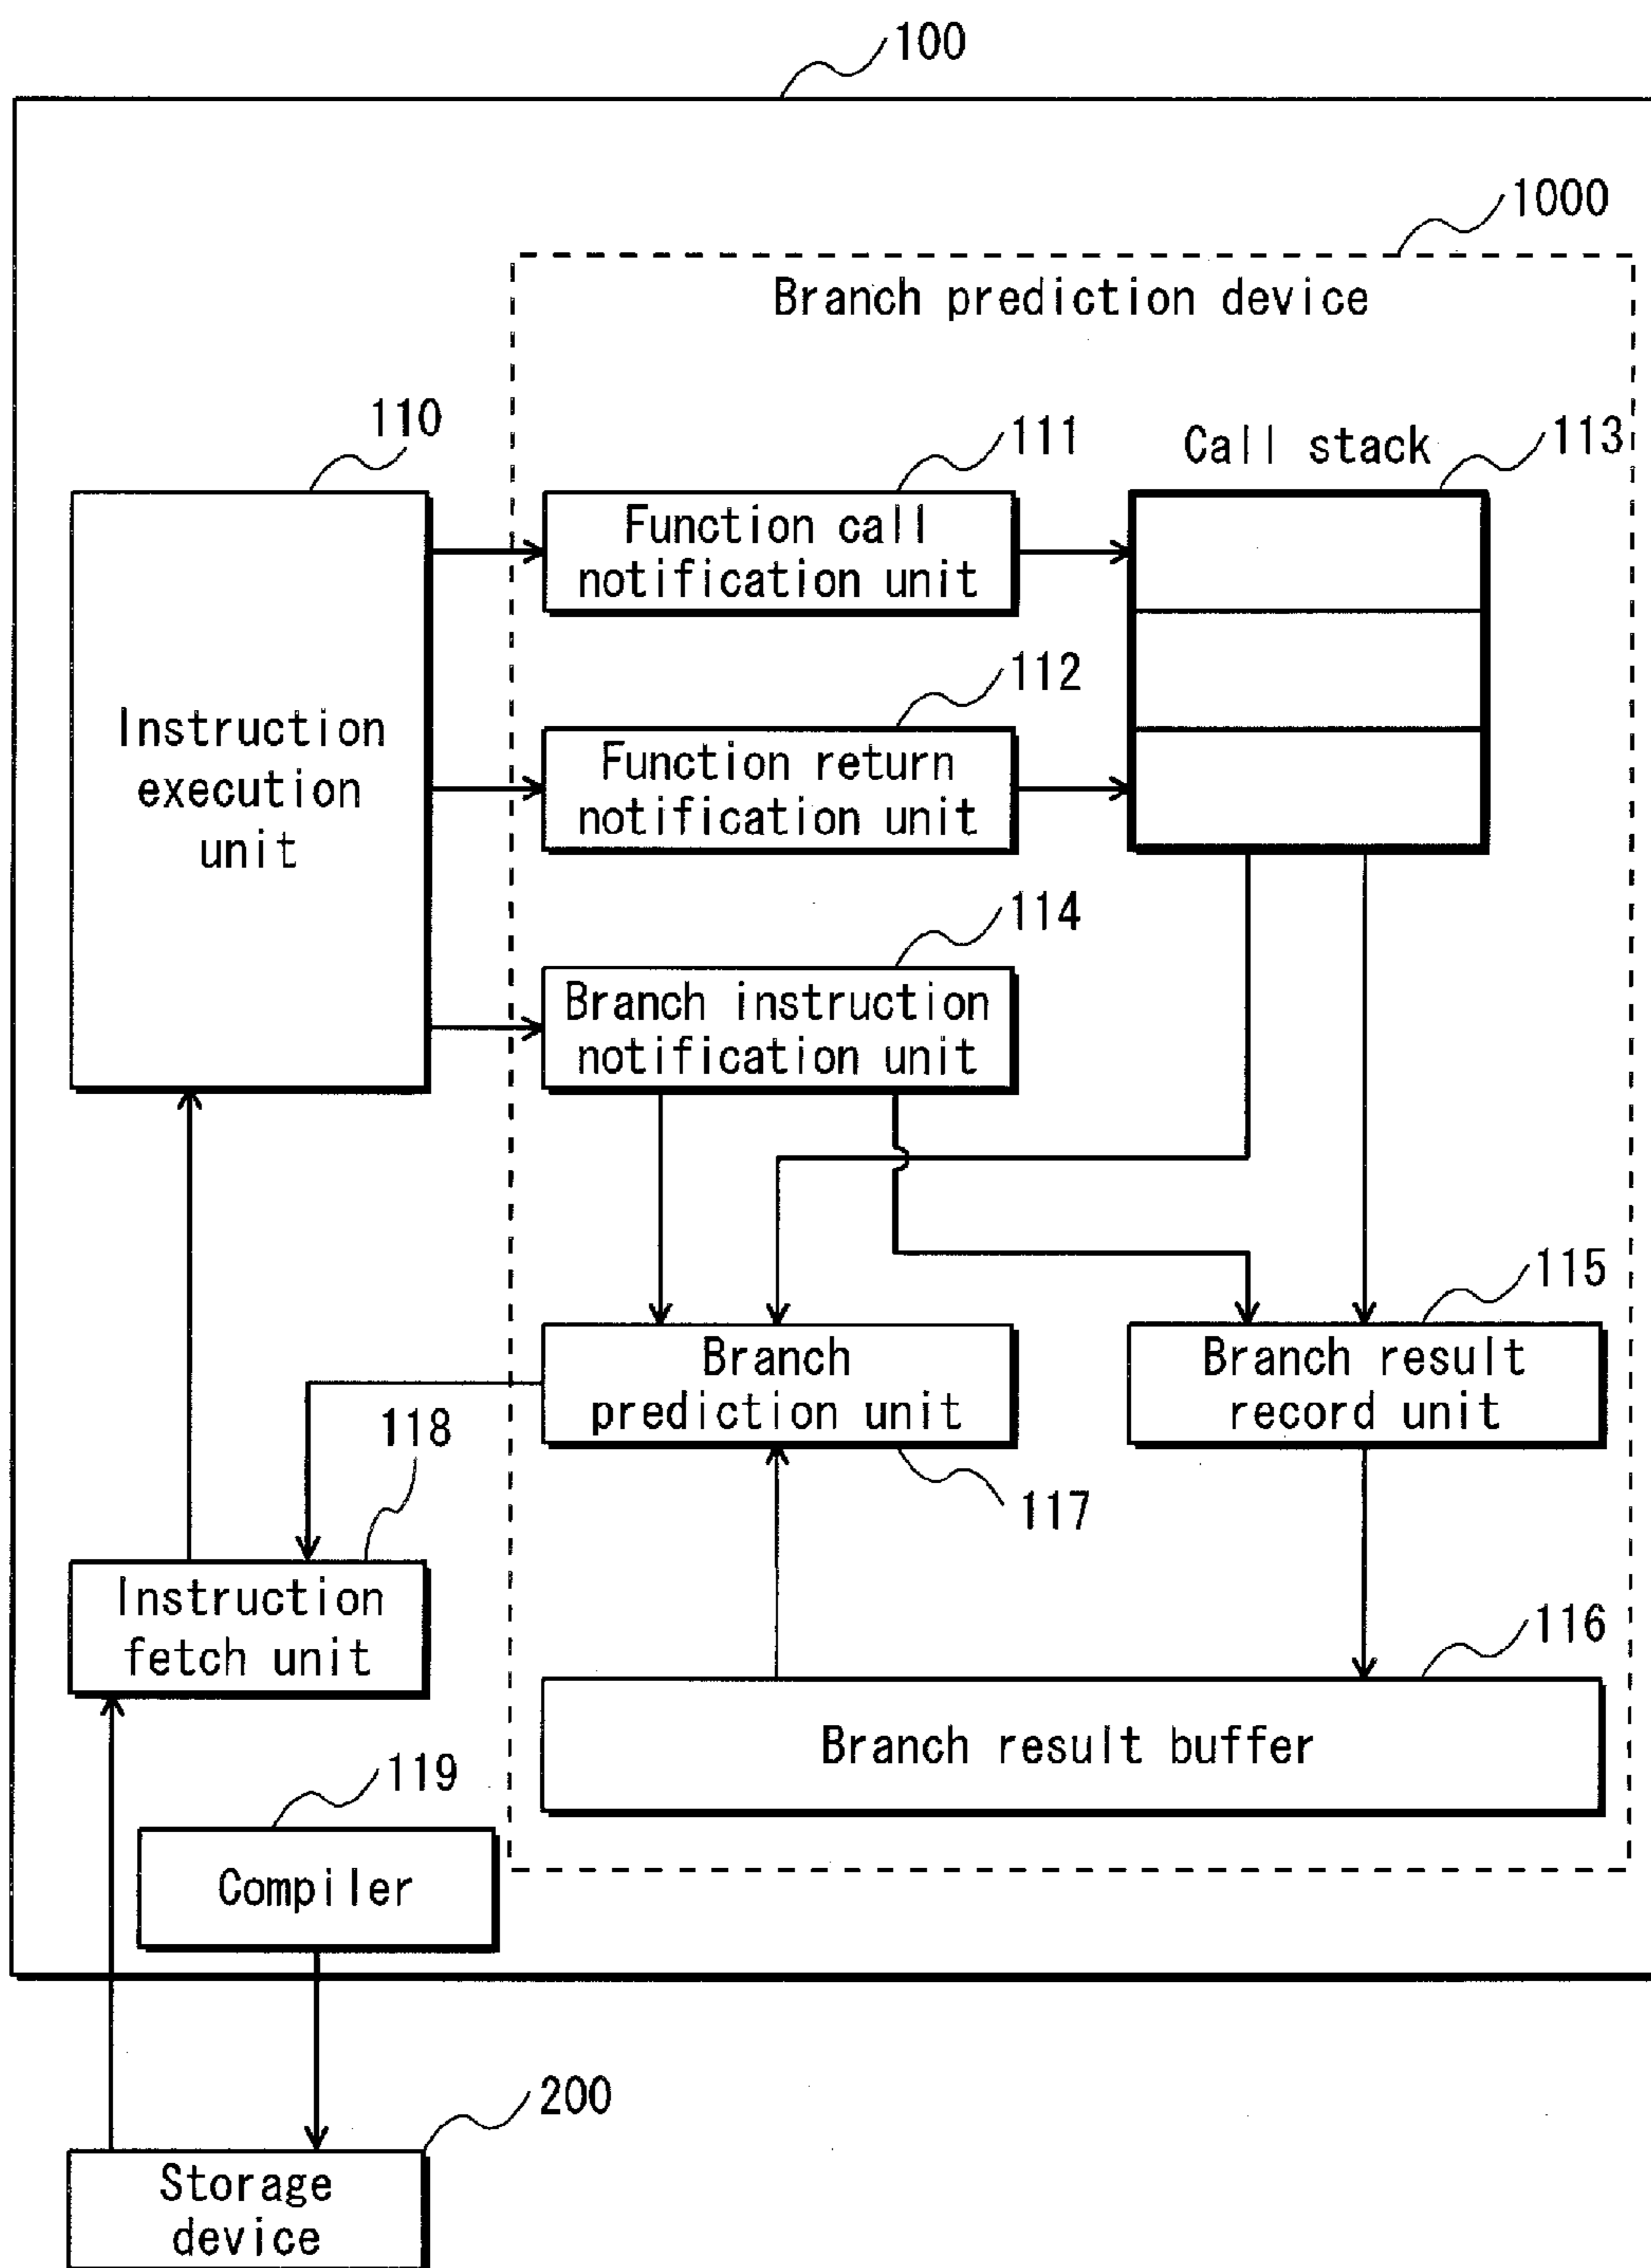 100
1000
Branch prediction device
110
111
Call stack
113
Function call
notification unit
112
Instruction
execution
unit
Function return
notification unit
114
Branch instruction
notification unit
115
Branch
prediction unit
Branch result
record unit
118
117
Instruction
fetch unit
116
Branch result buffer
119
Compiler
200
Storage
device